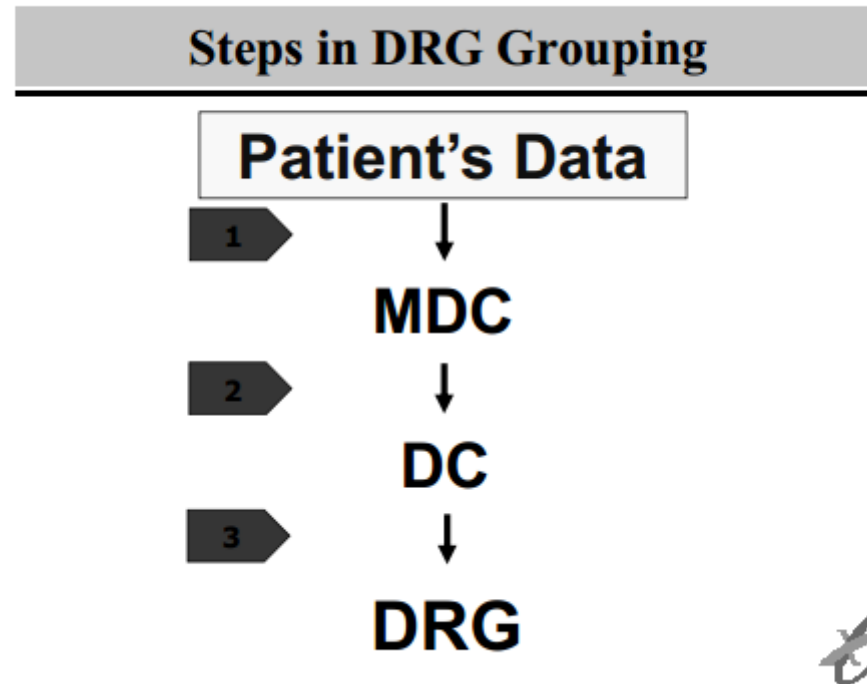 Steps in DRG Grouping
Patient's Data
1
MDC
2
DC
3
DRG